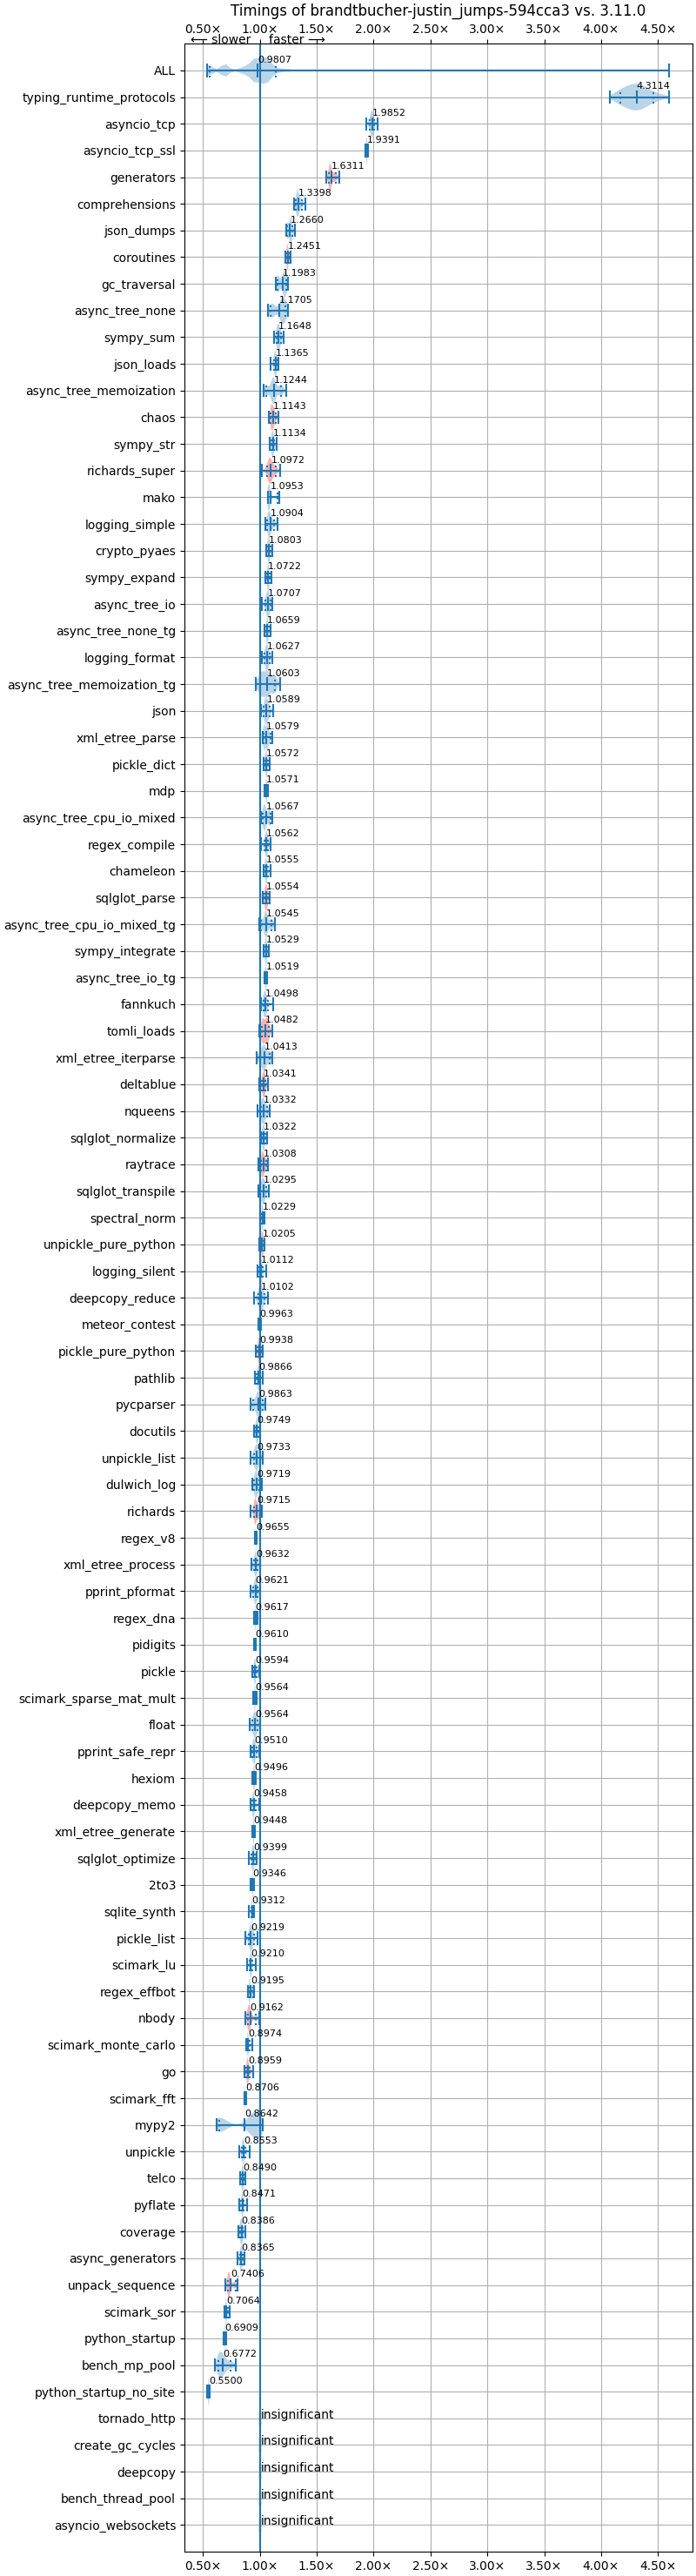 Timings of brandtbucher-justin_jumps-594cca3 vs. 3.11.0
0.50× 1.00× 1.50× 2.00× 2.50× 3.00× 3.50× 4.00× 4.50×
⟵ slower faster ⟶
ALL 0.9807
typing_runtime_protocols 4.3114
asyncio_tcp 1.9852
asyncio_tcp_ssl 1.9391
generators 1.6311
comprehensions 1.3398
json_dumps 1.2660
coroutines 1.2451
gc_traversal 1.1983
async_tree_none 1.1705
sympy_sum 1.1648
json_loads 1.1365
async_tree_memoization 1.1244
chaos 1.1143
sympy_str 1.1134
richards_super 1.0972
mako 1.0953
logging_simple 1.0904
crypto_pyaes 1.0803
sympy_expand 1.0722
async_tree_io 1.0707
async_tree_none_tg 1.0659
logging_format 1.0627
async_tree_memoization_tg 1.0603
json 1.0589
xml_etree_parse 1.0579
pickle_dict 1.0572
mdp 1.0571
async_tree_cpu_io_mixed 1.0567
regex_compile 1.0562
chameleon 1.0555
sqlglot_parse 1.0554
async_tree_cpu_io_mixed_tg 1.0545
sympy_integrate 1.0529
async_tree_io_tg 1.0519
fannkuch 1.0498
tomli_loads 1.0482
xml_etree_iterparse 1.0413
deltablue 1.0341
nqueens 1.0332
sqlglot_normalize 1.0322
raytrace 1.0308
sqlglot_transpile 1.0295
spectral_norm 1.0229
unpickle_pure_python 1.0205
logging_silent 1.0112
deepcopy_reduce 1.0102
meteor_contest 0.9963
pickle_pure_python 0.9938
pathlib 0.9866
pycparser 0.9863
docutils 0.9749
unpickle_list 0.9733
dulwich_log 0.9719
richards 0.9715
regex_v8 0.9655
xml_etree_process 0.9632
pprint_pformat 0.9621
regex_dna 0.9617
pidigits 0.9610
pickle 0.9594
scimark_sparse_mat_mult 0.9564
float 0.9564
pprint_safe_repr 0.9510
hexiom 0.9496
deepcopy_memo 0.9458
xml_etree_generate 0.9448
sqlglot_optimize 0.9399
2to3 0.9346
sqlite_synth 0.9312
pickle_list 0.9219
scimark_lu 0.9210
regex_effbot 0.9195
nbody 0.9162
scimark_monte_carlo 0.8974
go 0.8959
scimark_fft 0.8706
mypy2 0.8642
unpickle 0.8553
telco 0.8490
pyflate 0.8471
coverage 0.8386
async_generators 0.8365
unpack_sequence 0.7406
scimark_sor 0.7064
python_startup 0.6909
bench_mp_pool 0.6772
python_startup_no_site 0.5500
tornado_http insignificant
create_gc_cycles insignificant
deepcopy insignificant
bench_thread_pool insignificant
asyncio_websockets insignificant
0.50× 1.00× 1.50× 2.00× 2.50× 3.00× 3.50× 4.00× 4.50×